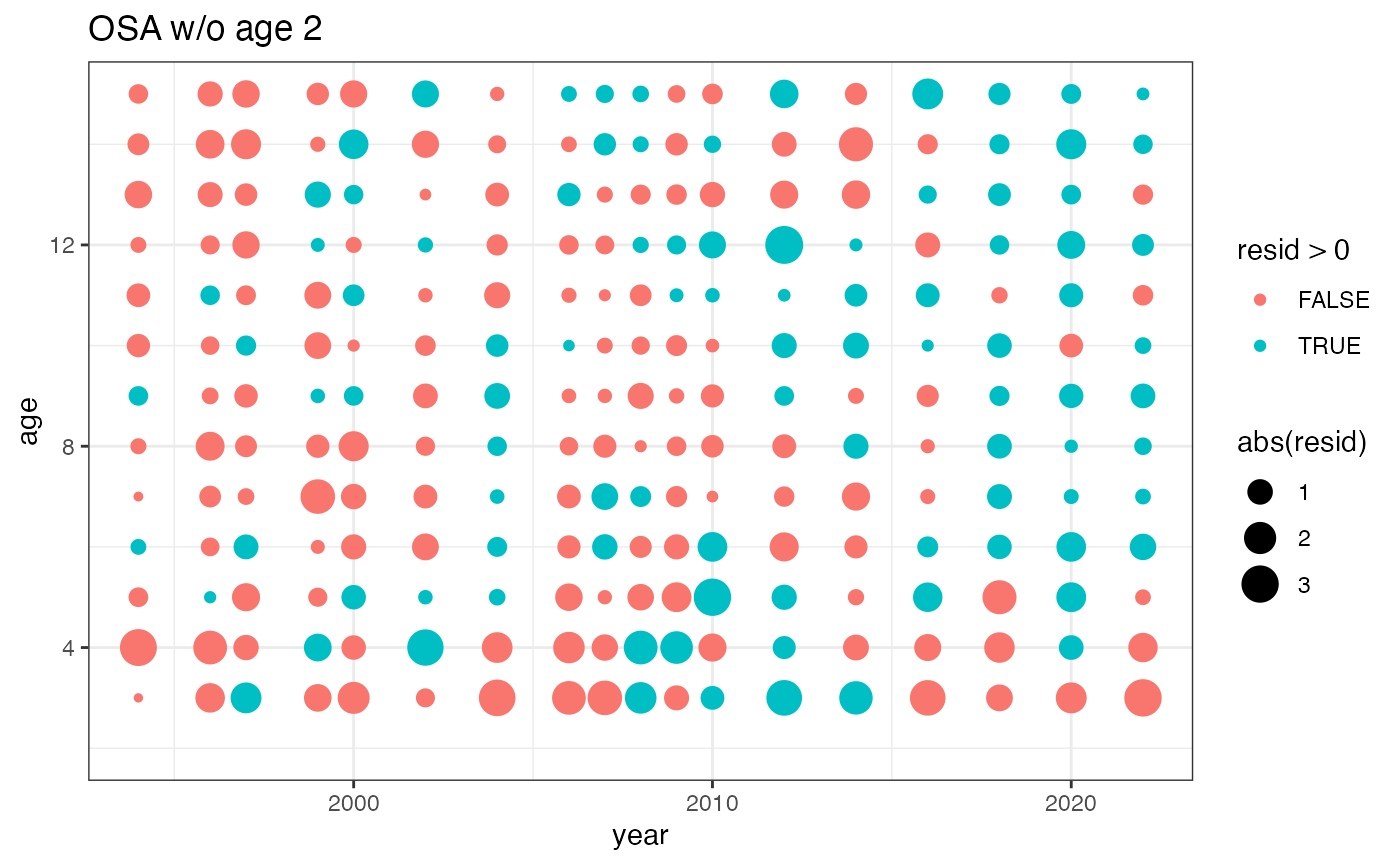 OSA w/o age 2
age
12
8
4
2000
2010
2020
year
resid > 0
FALSE
TRUE
abs(resid)
1
2
3